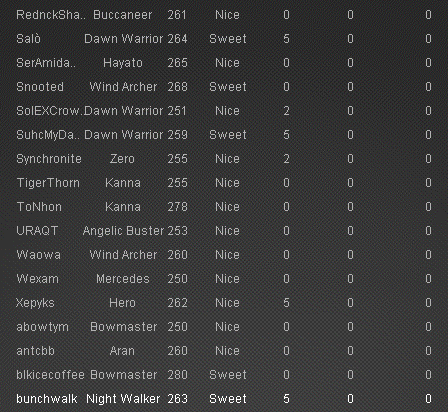 RednckSha.. Buccaneer 261 Nice 0 0 0
Salò Dawn Warrior 264 Sweet 5 0 0
SerAmida.. Hayato 265 Nice 0 0 0
Snooted Wind Archer 268 Sweet 0 0 0
SolEXCrow.. Dawn Warrior 251 Nice 2 0 0
SuhcMyDa.. Dawn Warrior 259 Sweet 5 0 0
Synchronite Zero 255 Nice 2 0 0
TigerThorn Kanna 255 Nice 0 0 0
ToNhon Kanna 278 Nice 0 0 0
URAQT Angelic Buster 253 Nice 0 0 0
Waowa Wind Archer 260 Nice 0 0 0
Wexam Mercedes 250 Nice 0 0 0
Xepyks Hero 262 Nice 5 0 0
abowtym Bowmaster 250 Nice 0 0 0
antcbb Aran 260 Nice 0 0 0
blkicecoffee Bowmaster 280 Sweet 0 0 0
bunchwalk Night Walker 263 Sweet 5 0 0